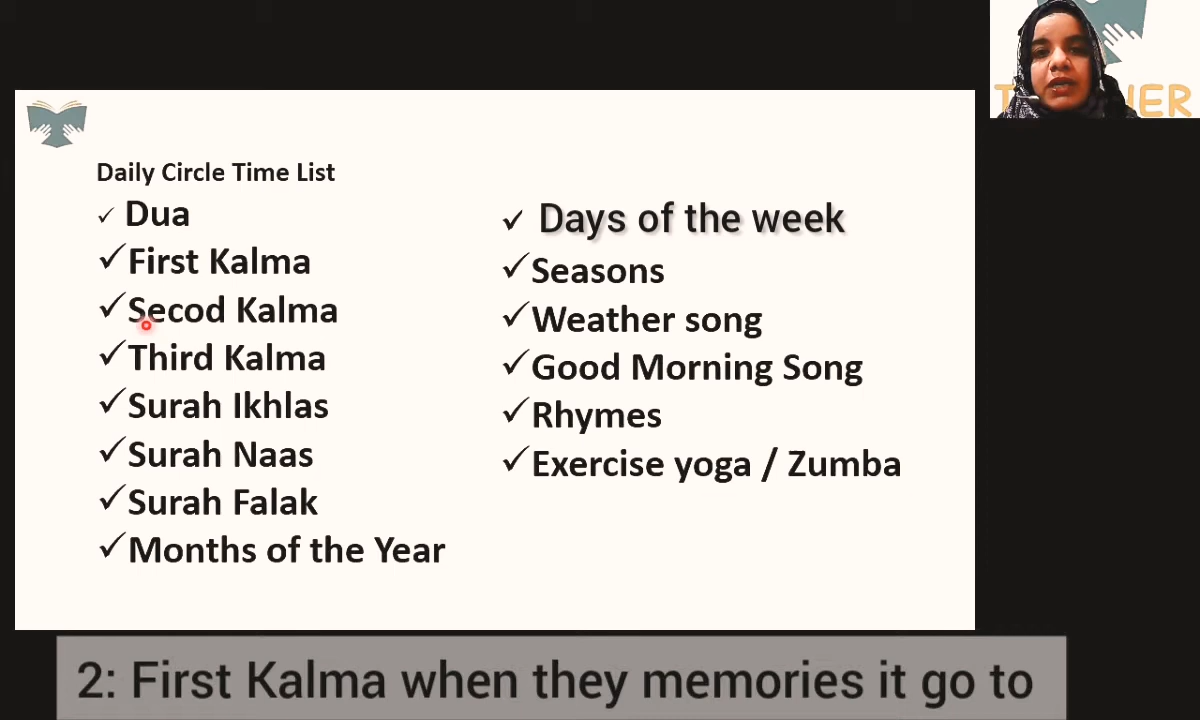 Daily Circle Time List
✓ Dua
✓ First Kalma
✓ Secod Kalma
✓ Third Kalma
✓ Surah Ikhlas
✓ Surah Naas
✓ Surah Falak
✓ Months of the Year
✓ Days of the week
✓ Seasons
✓ Weather song
✓ Good Morning Song
✓ Rhymes
✓ Exercise yoga / Zumba
2: First Kalma when they memories it go to